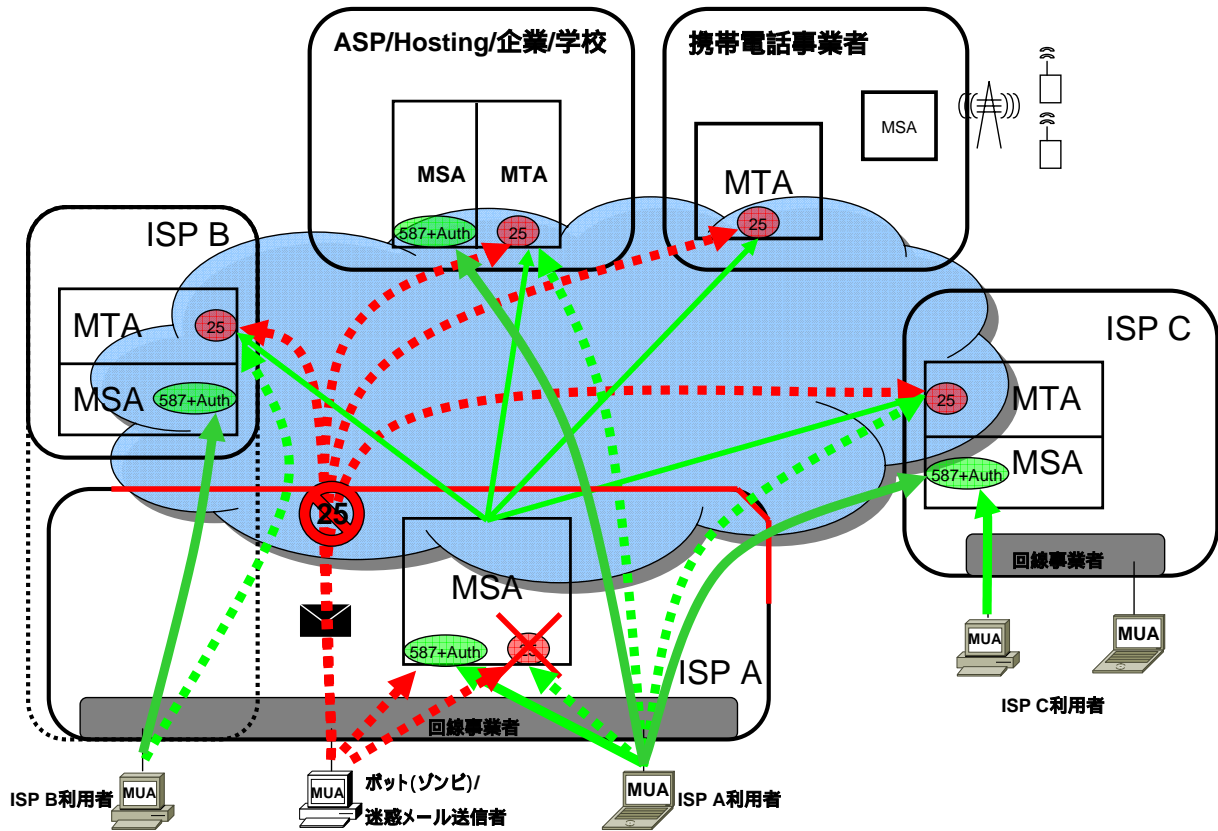 ASP/Hosting/企業/学校
携帯電話事業者
MSA
MSA
MTA
MTA
587+Auth
25
25
ISP B
MTA
25
MSA
587+Auth
ISP C
25
MTA
587+Auth
MSA
回線事業者
25
MSA
587+Auth
25
ISP A
回線事業者
MUA
MUA
ISP C利用者
ISP B利用者
MUA
MUA
ボット(ゾンビ)/
迷惑メール送信者
MUA
ISP A利用者